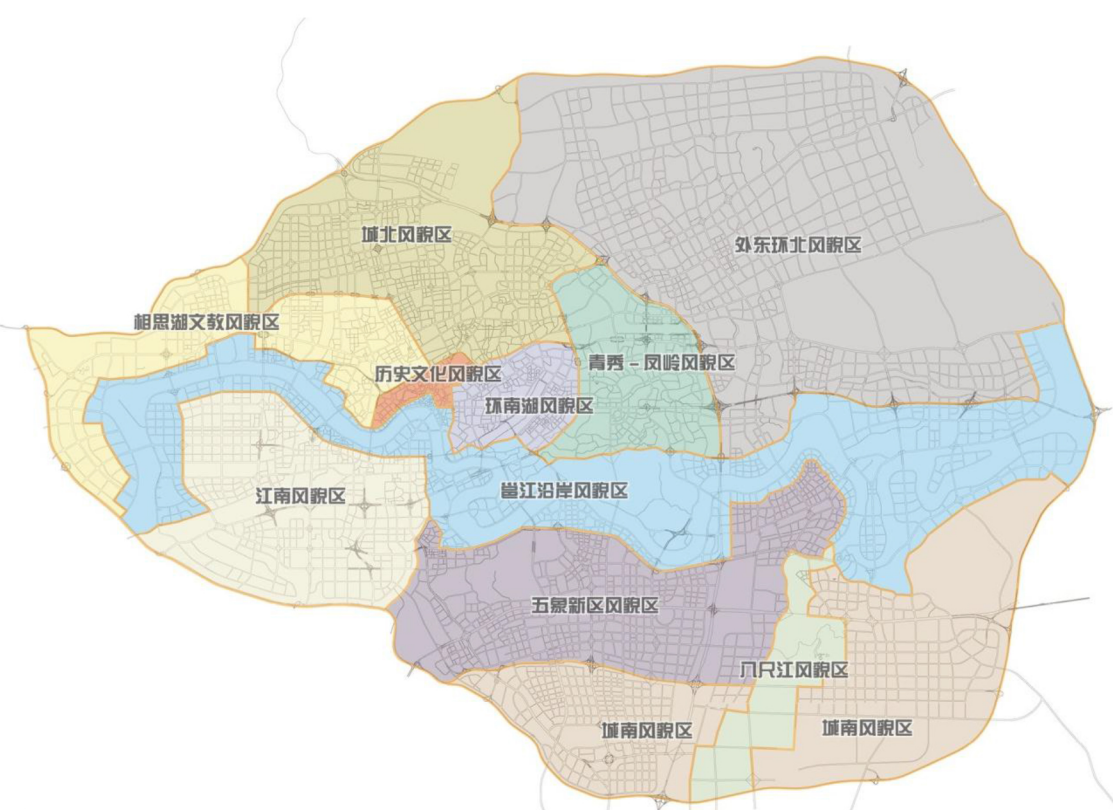 城北风貌区
外东环北风貌区
相思湖文教风貌区
青秀-凤岭风貌区
历史文化风貌区
环南湖风貌区
江南风貌区
邕江沿岸风貌区
五象新区风貌区
八尺江风貌区
城南风貌区
城南风貌区